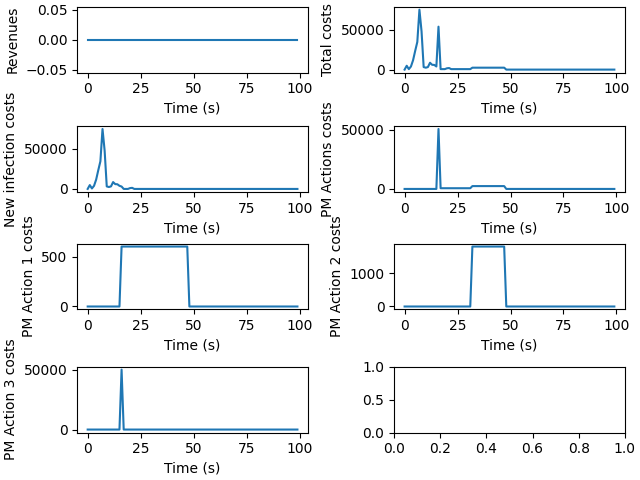 Revenues
0.05
0.00
−0.05
0 25 50 75 100
Time (s)
Total costs
50000
0
0 25 50 75 100
Time (s)
New infection costs
50000
0
0 25 50 75 100
Time (s)
PM Actions costs
50000
0
0 25 50 75 100
Time (s)
PM Action 1 costs
500
0
0 25 50 75 100
Time (s)
PM Action 2 costs
1000
0
0 25 50 75 100
Time (s)
PM Action 3 costs
50000
0
0 25 50 75 100
Time (s)
1.0
0.5
0.0
0.0 0.2 0.4 0.6 0.8 1.0